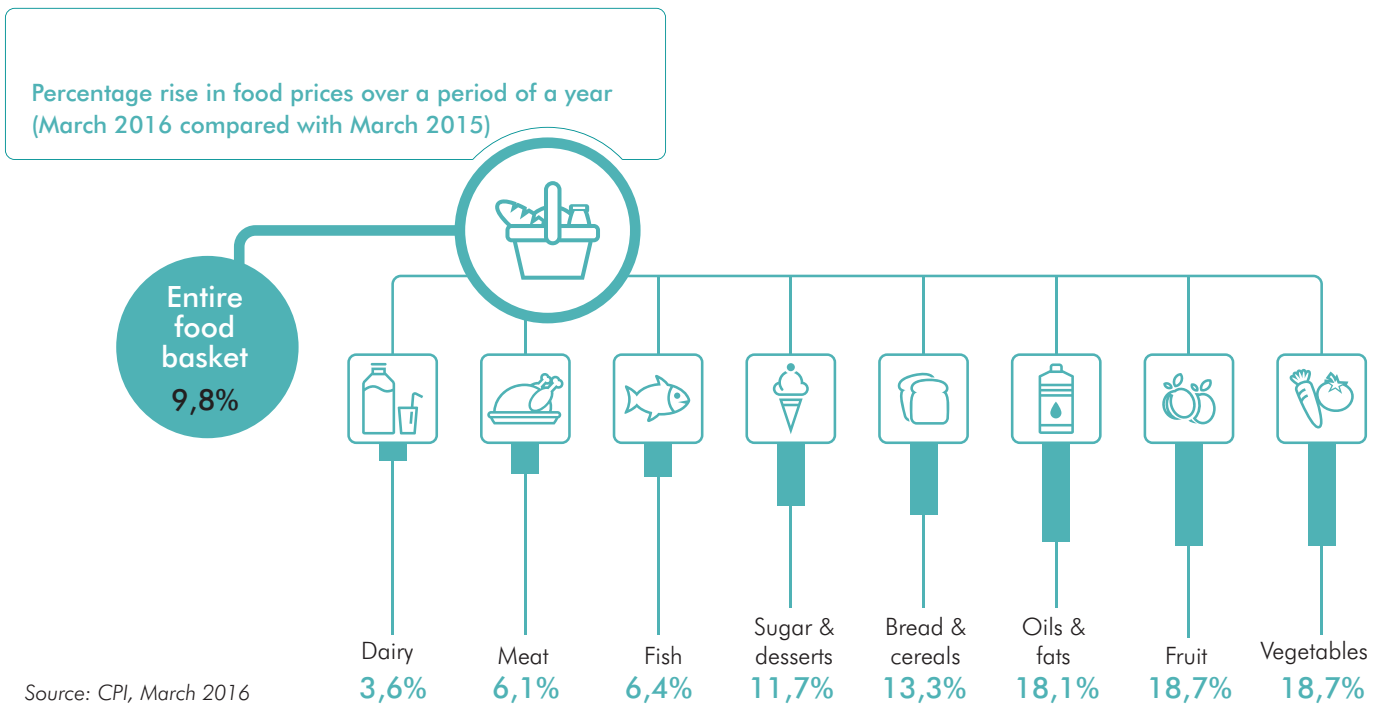 Percentage rise in food prices over a period of a year
(March 2016 compared with March 2015)
Entire
food
basket
9,8%
Dairy
3,6%
Meat
6,1%
Fish
6,4%
Sugar &
desserts
11,7%
Bread &
cereals
13,3%
Oils &
fats
18,1%
Fruit
18,7%
Vegetables
18,7%
Source: CPI, March 2016